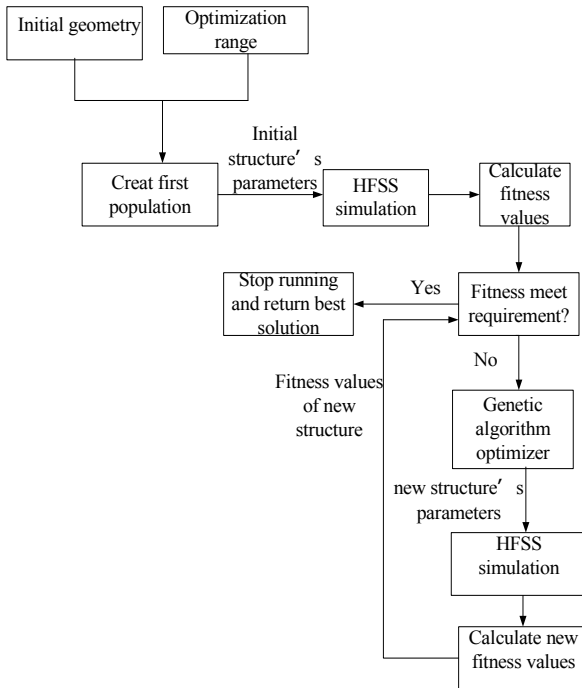 Initial geometry
Optimization
range
Initial
structure′ s
parameters
Creat first
population
HFSS
simulation
Calculate
fitness
values
Stop running
and return best
solution
Yes
Fitness meet
requirement?
No
Fitness values
of new
structure
Genetic
algorithm
optimizer
new structure′ s
parameters
HFSS
simulation
Calculate new
fitness values